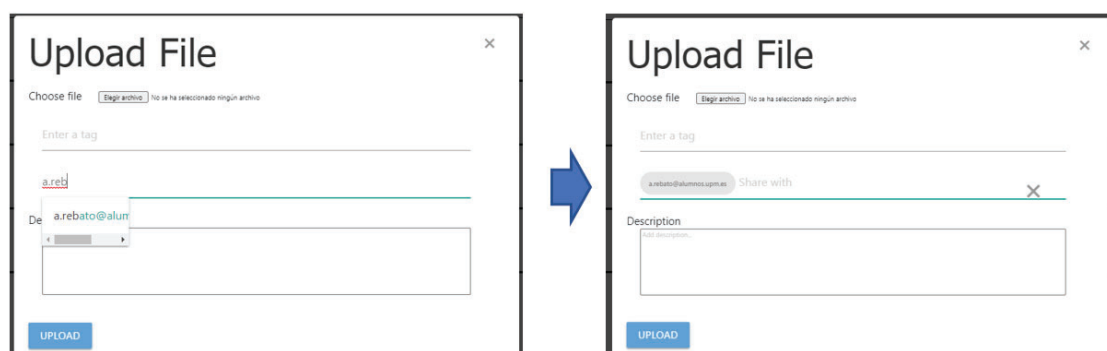 Upload File
×
Choose file Elegir archivo No se ha seleccionado ningún archivo
Enter a tag
a.reb
a.rebato@alum
De
UPLOAD
Upload File
×
Choose file Elegir archivo No se ha seleccionado ningún archivo
Enter a tag
a.rebato@alumnos.upm.es Share with
×
Description
Add description...
UPLOAD